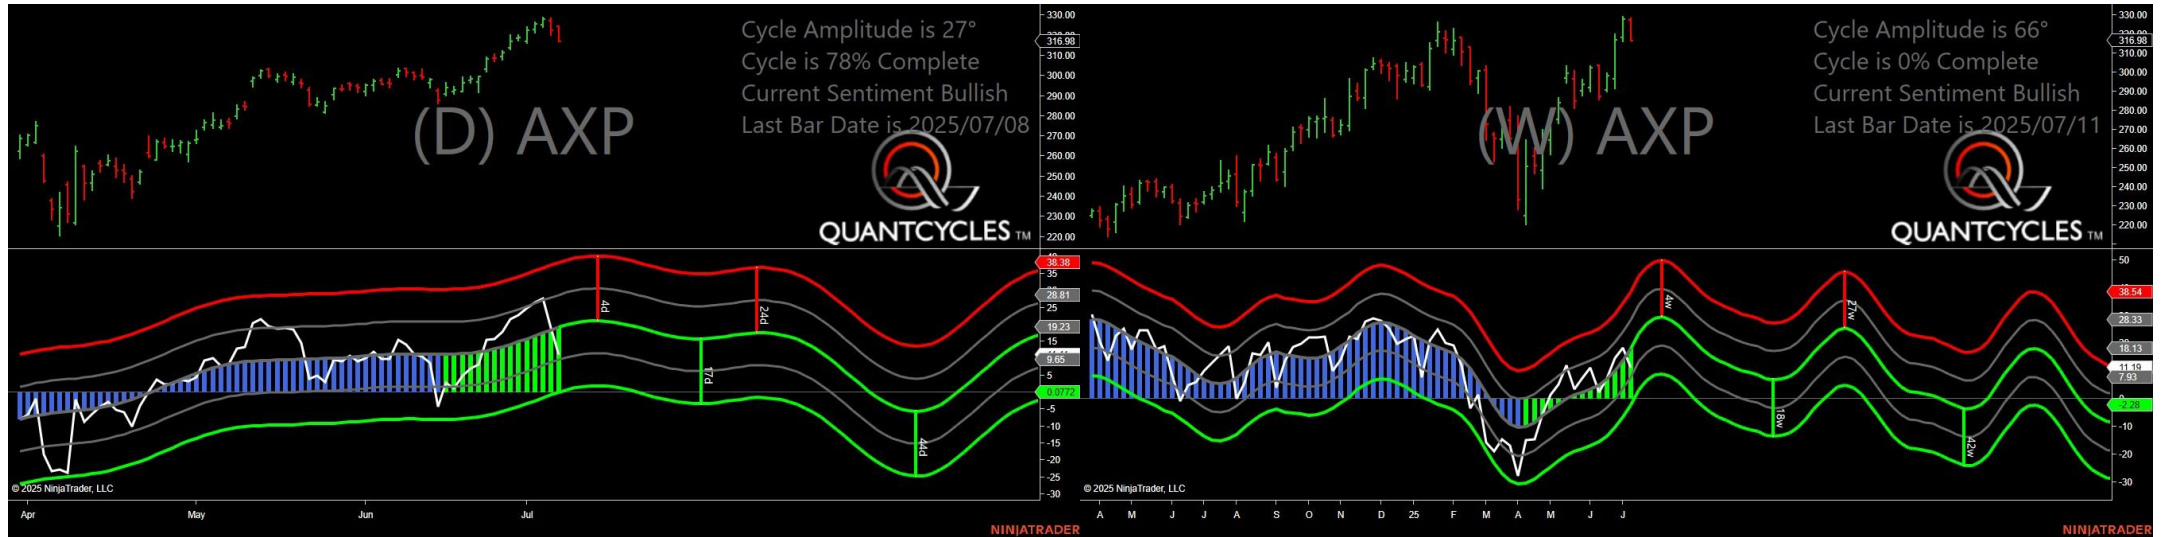 Cycle Amplitude is 27°
Cycle is 78% Complete
Current Sentiment Bullish
Last Bar Date is 2025/07/08
(D) AXP
QUANTCYCLES TM
330.00
316.98
310.00
300.00
290.00
280.00
270.00
260.00
250.00
240.00
230.00
220.00
38.38
35
28.81
25
19.23
15
9.65
5
0.0772
-5
-10
-15
-20
-25
-30
4d
24d
17d
44d
© 2025 NinjaTrader, LLC
Apr
May
Jun
Jul
NINJATRADER
Cycle Amplitude is 66°
Cycle is 0% Complete
Current Sentiment Bullish
Last Bar Date is 2025/07/11
(W) AXP
QUANTCYCLES TM
330.00
316.98
310.00
300.00
290.00
280.00
270.00
260.00
250.00
240.00
230.00
220.00
50
38.54
28.33
18.13
11.19
7.93
-2.28
-10
-20
-30
4w
27w
18w
42w
© 2025 NinjaTrader, LLC
A M J J A S O N D 25 F M A M J J
NINJATRADER